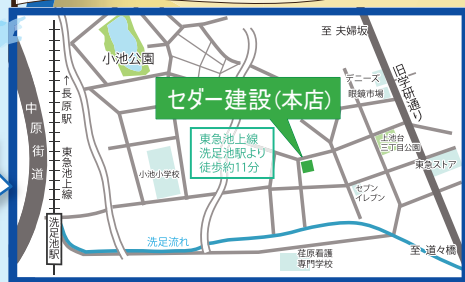 至 夫婦坂
小池公園
デニーズ
眼鏡市場
旧学研通り
↑長原駅
セダー建設(本店)
中原街道
東急池上線
洗足池駅より
徒歩約11分
上池台
三丁目公園
東急池上線
東急ストア
小池小学校
セブン
イレブン
洗足池駅
洗足流れ
荏原看護
専門学校
至 道々橋